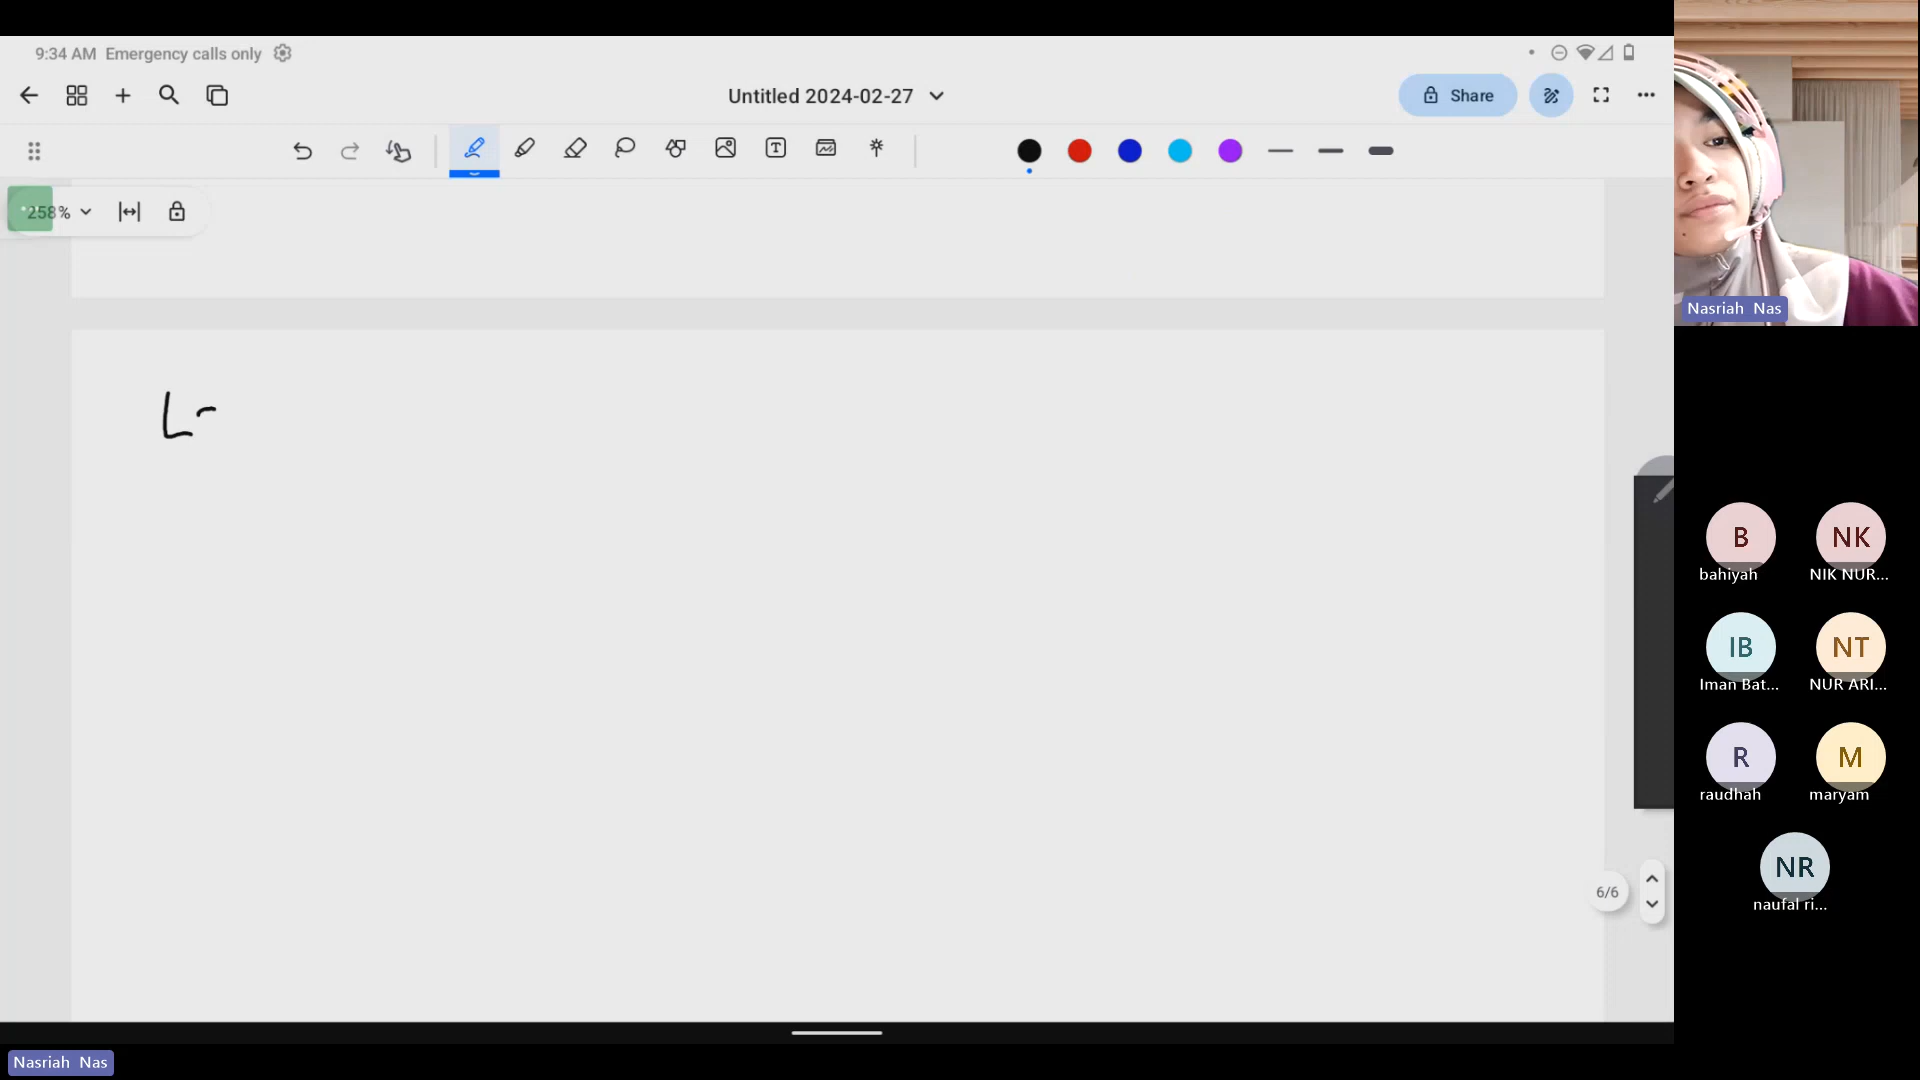 9:34 AM Emergency calls only
Untitled 2024-02-27
Share
258%
L
6/6
Nasriah Nas
B
NK
bahiyah
NIK NUR...
IB
NT
Iman Bat...
NUR ARI...
R
M
raudhah
maryam
NR
naufal ri...
Nasriah Nas